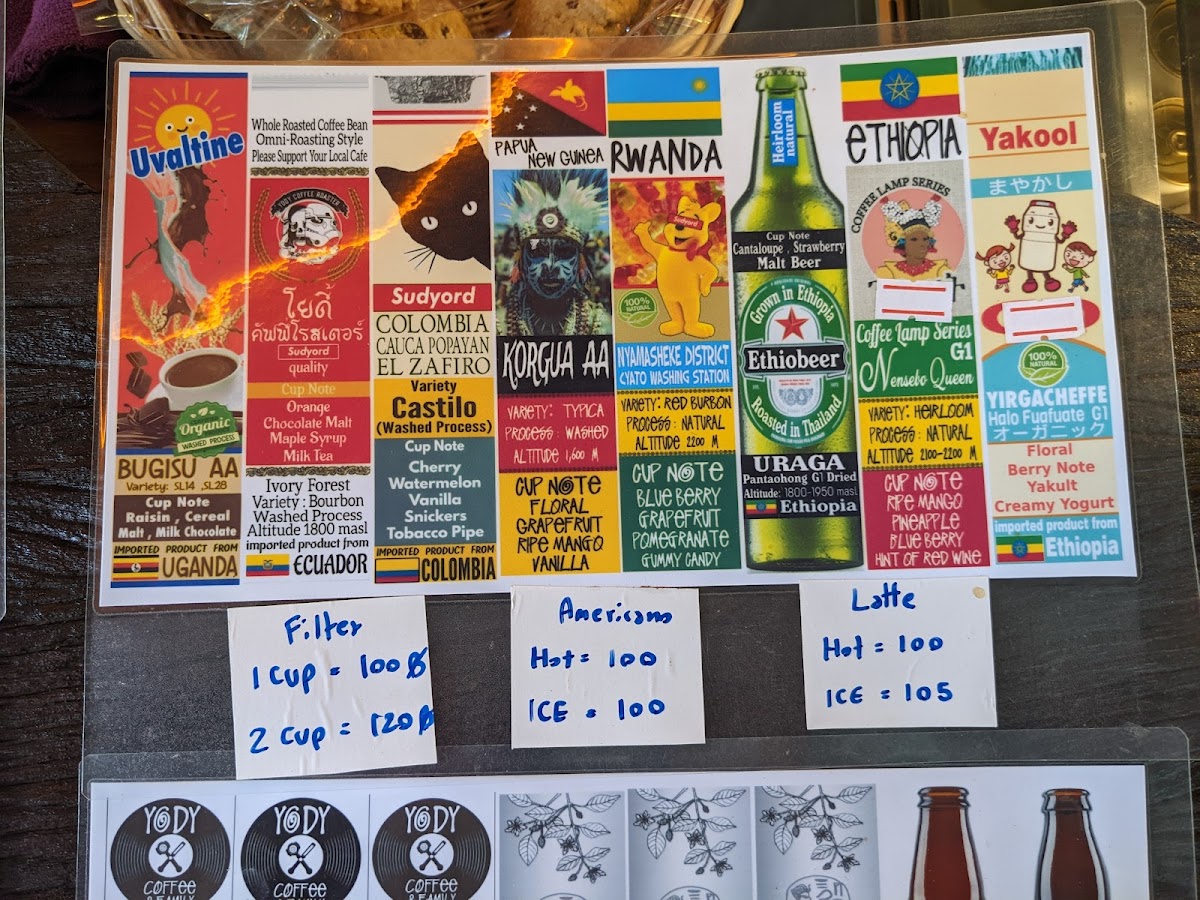 Uvaltine
Organic
WASHED PROCESS
BUGISU AA
Variety: SL14 ,SL28
Cup Note
Raisin , Cereal
Malt , Milk Chocolate
IMPORTED PRODUCT FROM
UGANDA
Whole Roasted Coffee Bean
Omni-Roasting Style
Please Support Your Local Cafe
YODY COFFEE ROASTER
โยดี้
คัฟฟี่โรสเตอร์
Sudyord
quality
Cup Note
Orange
Chocolate Malt
Maple Syrup
Milk Tea
Ivory Forest
Variety : Bourbon
Washed Process
Altitude 1800 masl
imported product from
ECUADOR
Sudyord
COLOMBIA
CAUCA POPAYAN
EL ZAFIRO
Variety
Castilo
(Washed Process)
Cup Note
Cherry
Watermelon
Vanilla
Snickers
Tobacco Pipe
IMPORTED PRODUCT FROM
COLOMBIA
PAPUA
NEW GUINEA
KORGUA AA
VARIETY: TYPICA
PROCESS: WASHED
ALTITUDE 1,600 M
CUP NOTE
FLORAL
GRAPEFRUIT
RIPE MANGO
VANILLA
RWANDA
Sudyord
100%
NATURAL
NYAMASHEKE DISTRICT
CYATO WASHING STATION
VARIETY: RED BURBON
PROCESS: NATURAL
ALTITUDE 2200 M
CUP NOTE
BLUE BERRY
GRAPEFRUIT
POMEGRANATE
GUMMY CANDY
Heirloom
natural
Cup Note
Cantaloupe , Strawberry
Malt Beer
Grown in Ethiopia
Ethiobeer
Roasted in Thailand
URAGA
Pantaohong G1 Dried
Altitude: 1800-1950 masl
Ethiopia
ETHIOPIA
COFFEE LAMP SERIES
Coffee Lamp Series
G1
Nensebo Queen
VARIETY: HEIRLOOM
PROCESS: NATURAL
ALTITUDE 2100-2200 M
CUP NOTE
RIPE MANGO
PINEAPPLE
BLUE BERRY
HINT OF RED WINE
Yakool
まやかし
100%
NATURAL
YIRGACHEFFE
Halo Fuafuate G1
オーガニック
Floral
Berry Note
Yakult
Creamy Yogurt
imported product from
Ethiopia
Filter
1 Cup = 100฿
2 Cup = 120฿
Americano
Hot = 100
ICE = 100
Latte
Hot = 100
ICE = 105
YODY
COFFEE
& FAMILY
YODY
COFFEE
& FAMILY
YODY
COFFEE
& FAMILY